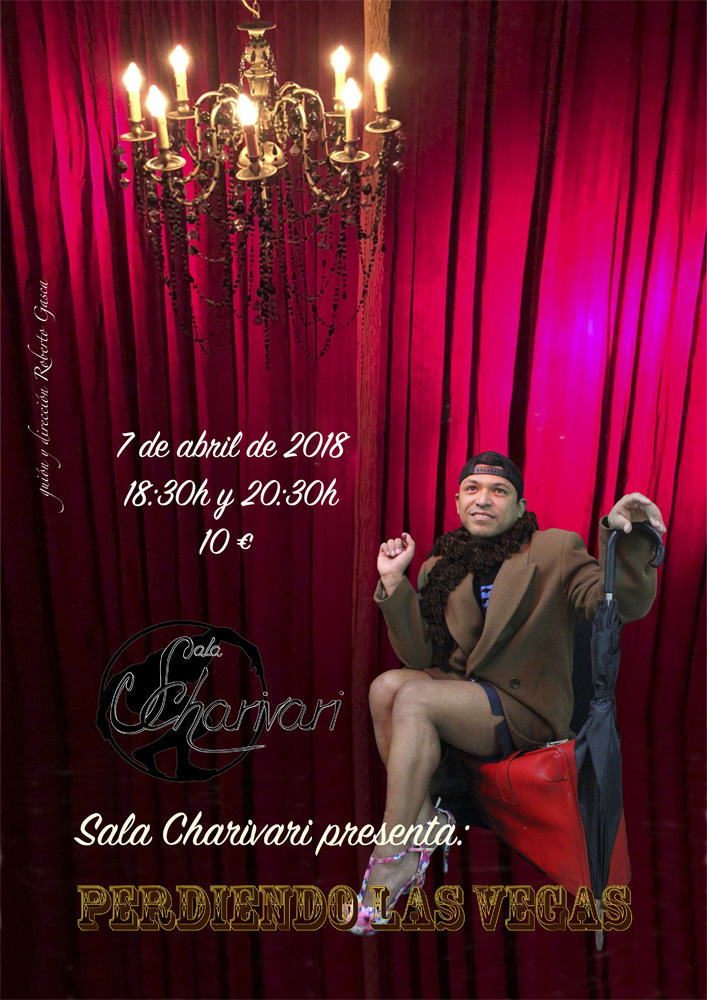 guión y dirección Roberto Gasca
7 de abril de 2018
18:30h y 20:30h
10 €
Sala
Charivari
Sala Charivari presenta:
PERDIENDO LAS VEGAS